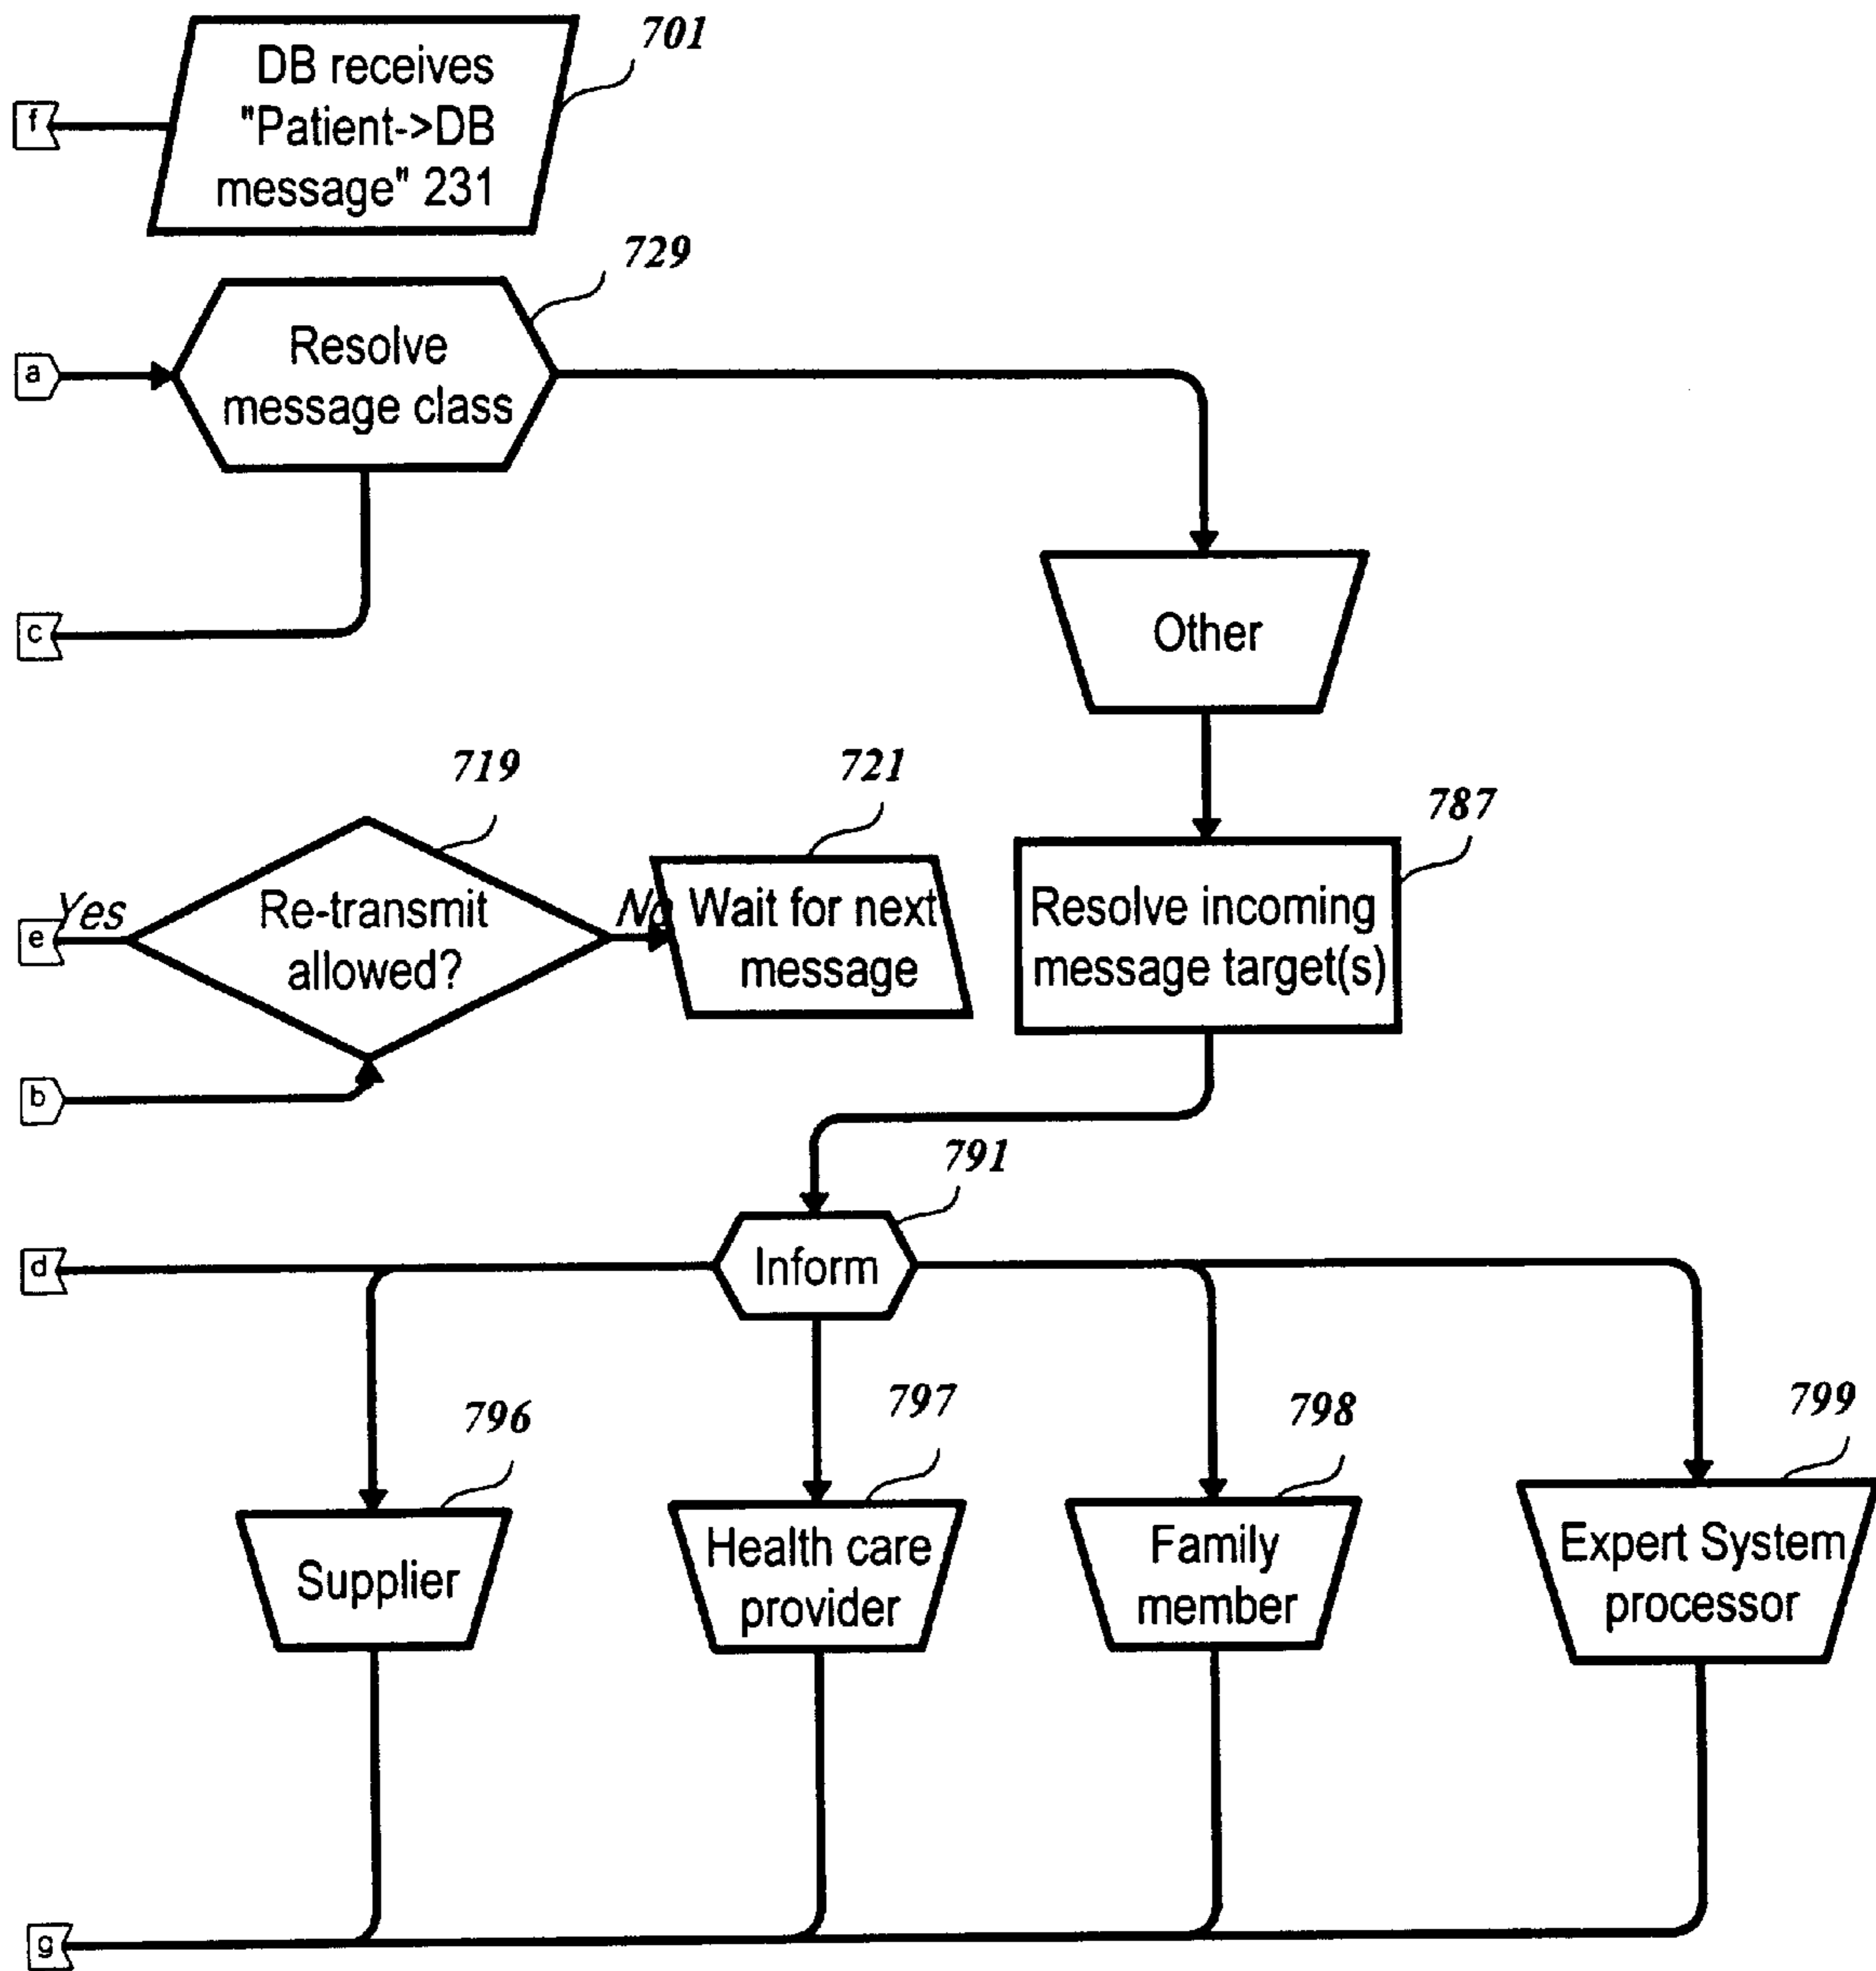 701
DB receives
"Patient->DB
message" 231
f
729
Resolve
message class
a
Other
c
719
721
787
Yes
Re-transmit
allowed?
No
Wait for next
message
Resolve incoming
message target(s)
e
b
791
Inform
d
796
797
798
799
Supplier
Health care
provider
Family
member
Expert System
processor
g